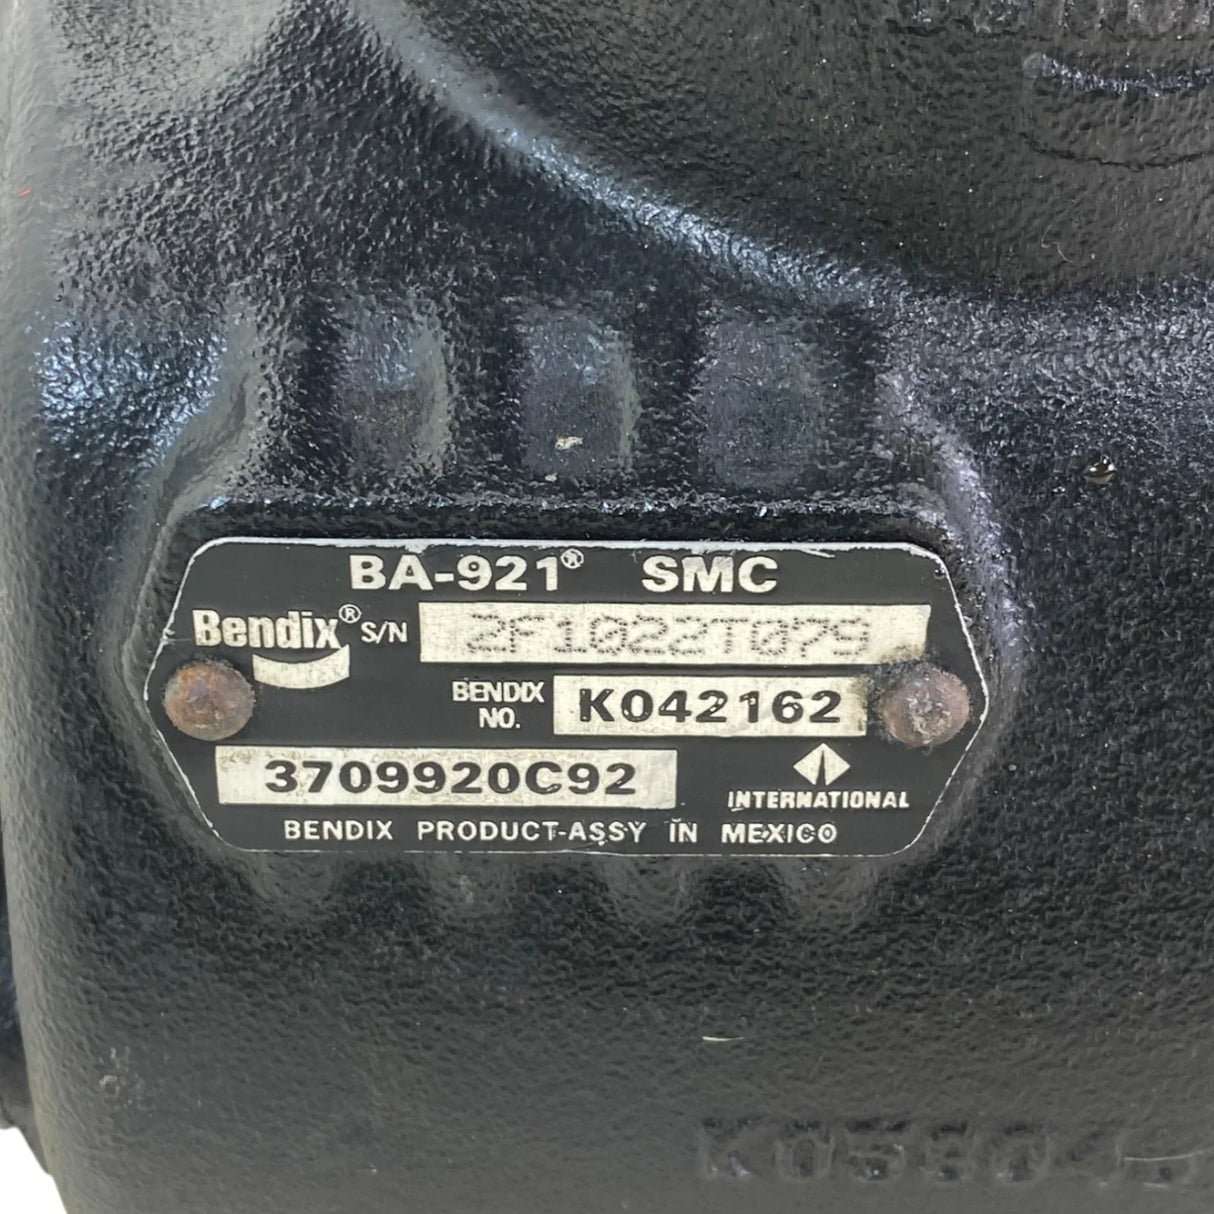 BA-921® SMC
Bendix® S/N 2F1022T079
BENDIX NO. K042162
3709920C92
INTERNATIONAL
BENDIX PRODUCT-ASSY IN MEXICO